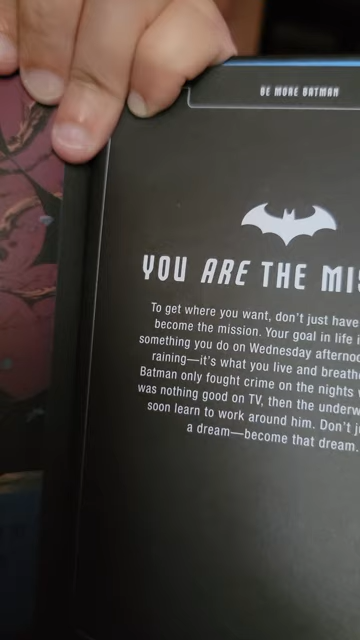 BE MORE BATMAN
YOU ARE THE MIS
To get where you want, don't just have
become the mission. Your goal in life i
something you do on Wednesday afternoo
raining—it's what you live and breathe
Batman only fought crime on the nights
was nothing good on TV, then the underw
soon learn to work around him. Don't j
a dream—become that dream.